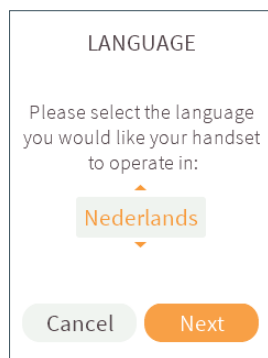 LANGUAGE
Please select the language
you would like your handset
to operate in:
Nederlands
Cancel
Next